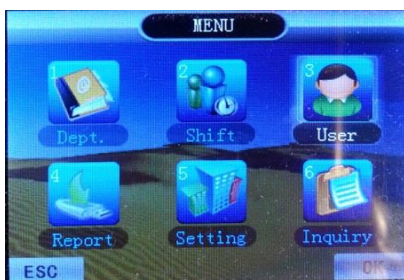 MENU
1 2 3
Dept. Shift User
4 5 6
Report Setting Inquiry
ESC OK